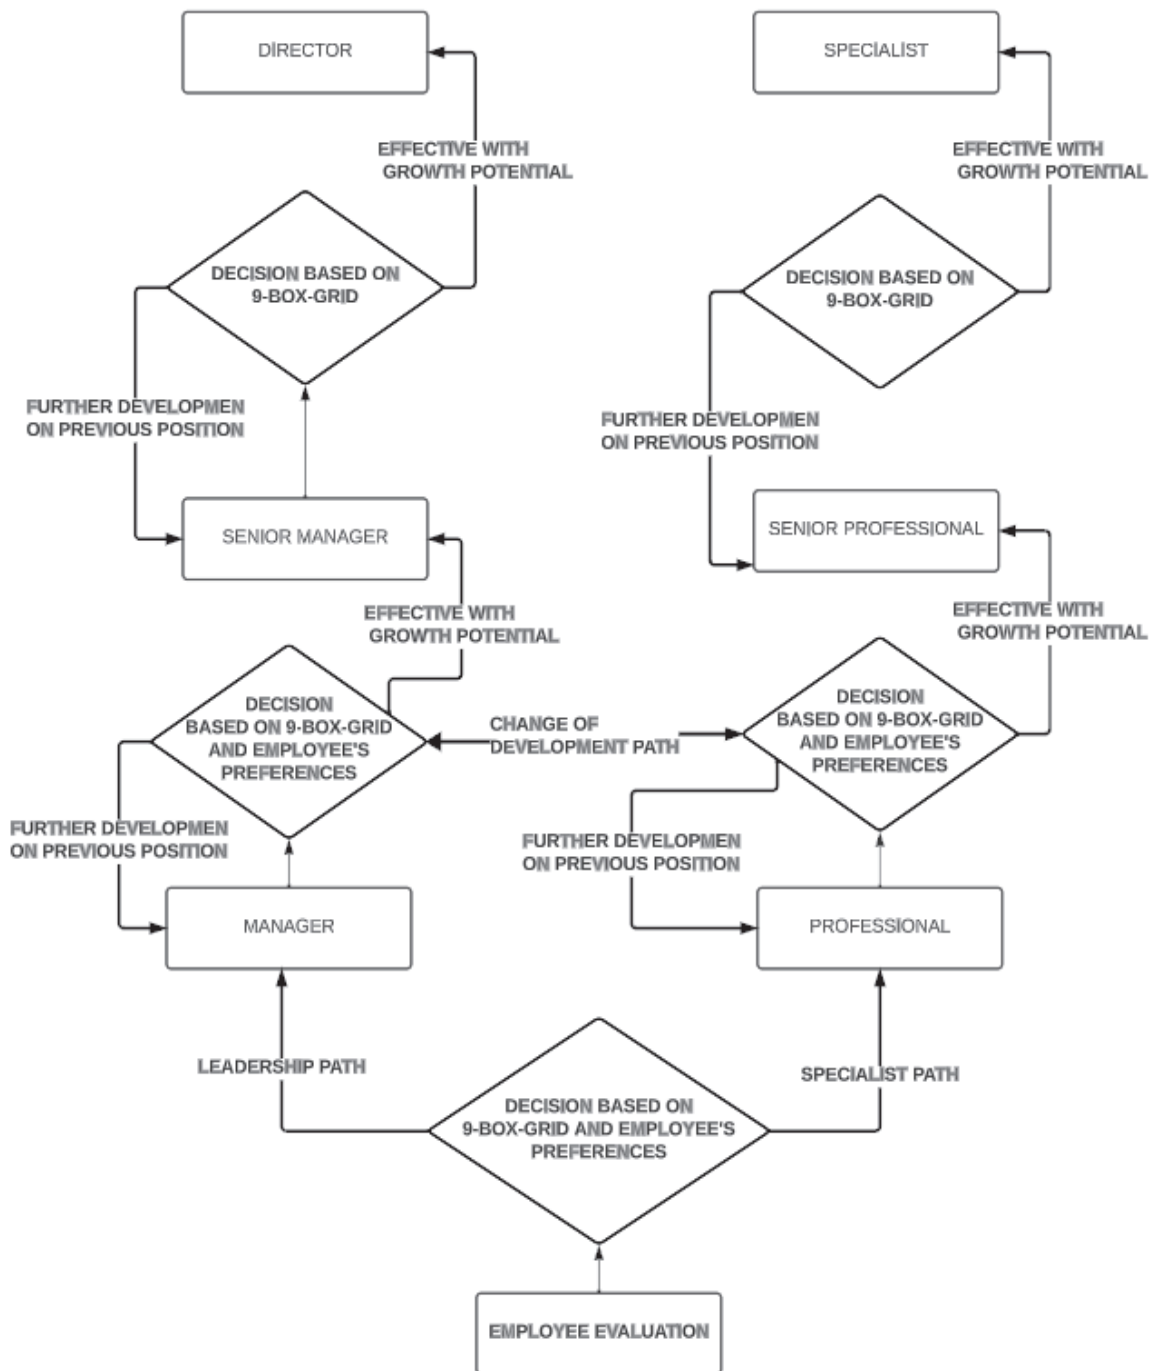 DIRECTOR
SPECIALIST
EFFECTIVE WITH
GROWTH POTENTIAL
EFFECTIVE WITH
GROWTH POTENTIAL
DECISION BASED ON
9-BOX-GRID
DECISION BASED ON
9-BOX-GRID
FURTHER DEVELOPMEN
ON PREVIOUS POSITION
FURTHER DEVELOPMEN
ON PREVIOUS POSITION
SENIOR MANAGER
SENIOR PROFESSIONAL
EFFECTIVE WITH
GROWTH POTENTIAL
EFFECTIVE WITH
GROWTH POTENTIAL
DECISION
BASED ON 9-BOX-GRID
AND EMPLOYEE'S
PREFERENCES
CHANGE OF
DEVELOPMENT PATH
DECISION
BASED ON 9-BOX-GRID
AND EMPLOYEE'S
PREFERENCES
FURTHER DEVELOPMEN
ON PREVIOUS POSITION
FURTHER DEVELOPMEN
ON PREVIOUS POSITION
MANAGER
PROFESSIONAL
LEADERSHIP PATH
SPECIALIST PATH
DECISION BASED ON
9-BOX-GRID AND EMPLOYEE'S
PREFERENCES
EMPLOYEE EVALUATION